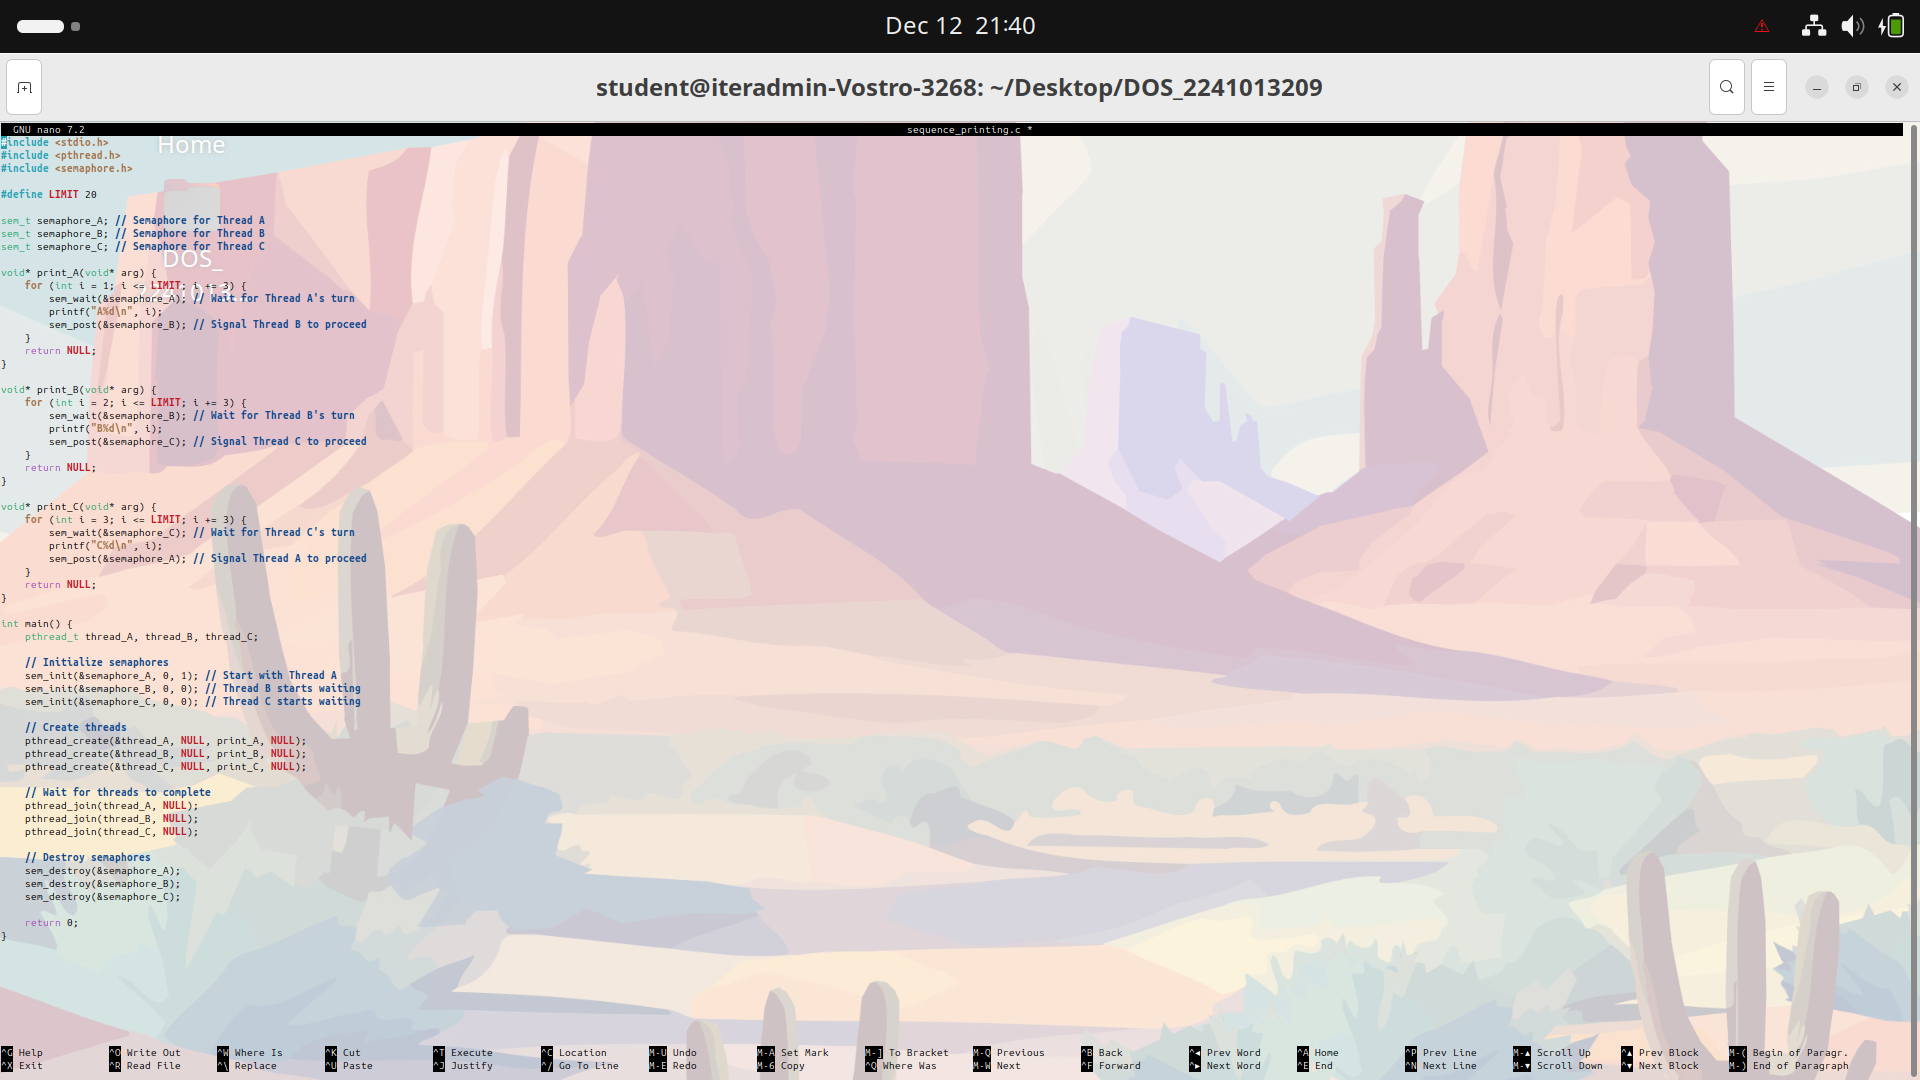 Dec 12 21:40
student@iteradmin-Vostro-3268: ~/Desktop/DOS_2241013209
GNU nano 7.2 sequence_printing.c *
#include <stdio.h>
#include <pthread.h>
#include <semaphore.h>
#define LIMIT 20
sem_t semaphore_A; // Semaphore for Thread A
sem_t semaphore_B; // Semaphore for Thread B
sem_t semaphore_C; // Semaphore for Thread C
void* print_A(void* arg) {
    for (int i = 1; i <= LIMIT; i += 3) {
        sem_wait(&semaphore_A); // Wait for Thread A's turn
        printf("A%d\n", i);
        sem_post(&semaphore_B); // Signal Thread B to proceed
    }
    return NULL;
}
void* print_B(void* arg) {
    for (int i = 2; i <= LIMIT; i += 3) {
        sem_wait(&semaphore_B); // Wait for Thread B's turn
        printf("B%d\n", i);
        sem_post(&semaphore_C); // Signal Thread C to proceed
    }
    return NULL;
}
void* print_C(void* arg) {
    for (int i = 3; i <= LIMIT; i += 3) {
        sem_wait(&semaphore_C); // Wait for Thread C's turn
        printf("C%d\n", i);
        sem_post(&semaphore_A); // Signal Thread A to proceed
    }
    return NULL;
}
int main() {
    pthread_t thread_A, thread_B, thread_C;
    // Initialize semaphores
    sem_init(&semaphore_A, 0, 1); // Start with Thread A
    sem_init(&semaphore_B, 0, 0); // Thread B starts waiting
    sem_init(&semaphore_C, 0, 0); // Thread C starts waiting
    // Create threads
    pthread_create(&thread_A, NULL, print_A, NULL);
    pthread_create(&thread_B, NULL, print_B, NULL);
    pthread_create(&thread_C, NULL, print_C, NULL);
    // Wait for threads to complete
    pthread_join(thread_A, NULL);
    pthread_join(thread_B, NULL);
    pthread_join(thread_C, NULL);
    // Destroy semaphores
    sem_destroy(&semaphore_A);
    sem_destroy(&semaphore_B);
    sem_destroy(&semaphore_C);
    return 0;
}
Home
DOS_
^G Help ^O Write Out ^W Where Is ^K Cut ^T Execute ^C Location M-U Undo M-A Set Mark M-] To Bracket M-Q Previous ^B Back ^◂ Prev Word ^A Home ^P Prev Line M-▴ Scroll Up ^▴ Prev Block M-( Begin of Paragr.
^X Exit ^R Read File ^\ Replace ^U Paste ^J Justify ^/ Go To Line M-E Redo M-6 Copy ^Q Where Was M-W Next ^F Forward ^▸ Next Word ^E End ^N Next Line M-▾ Scroll Down ^▾ Next Block M-) End of Paragraph